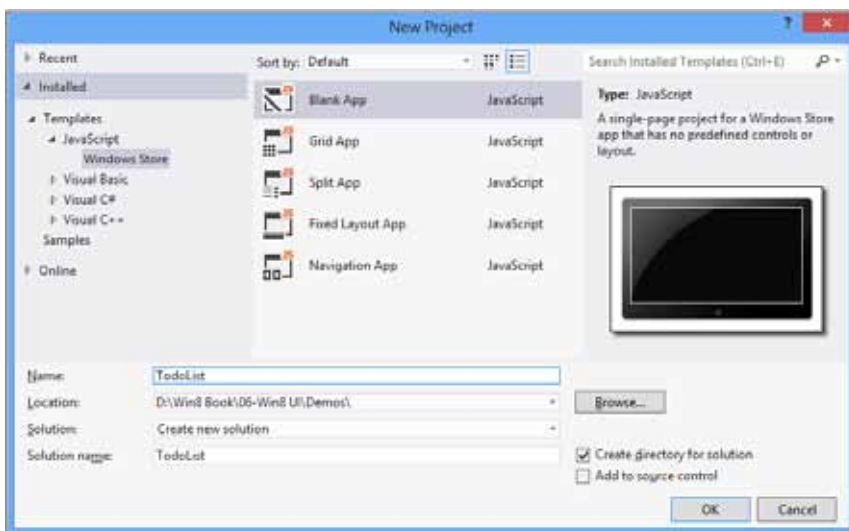 New Project
?
Recent
Installed
Templates
JavaScript
Windows Store
Visual Basic
Visual C#
Visual C++
Samples
Online
Sort by: Default
Blank App JavaScript
Grid App JavaScript
Split App JavaScript
Fixed Layout App JavaScript
Navigation App JavaScript
Search Installed Templates (Ctrl+E)
Type: JavaScript
A single-page project for a Windows Store
app that has no predefined controls or
layout.
Name: TodoList
Location: D:\Win8 Book\06-Win8 UI\Demos\
Browse...
Solution: Create new solution
Solution name: TodoList
Create directory for solution
Add to source control
OK Cancel